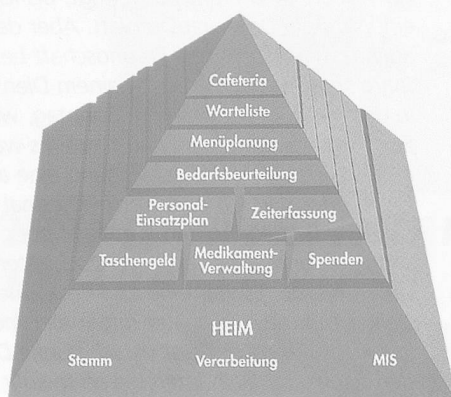 Cafeteria
Warteliste
Menüplanung
Bedarfsbeurteilung
Personal-
Einsatzplan
Zeiterfassung
Taschengeld
Medikament-
Verwaltung
Spenden
HEIM
Stamm Verarbeitung MIS